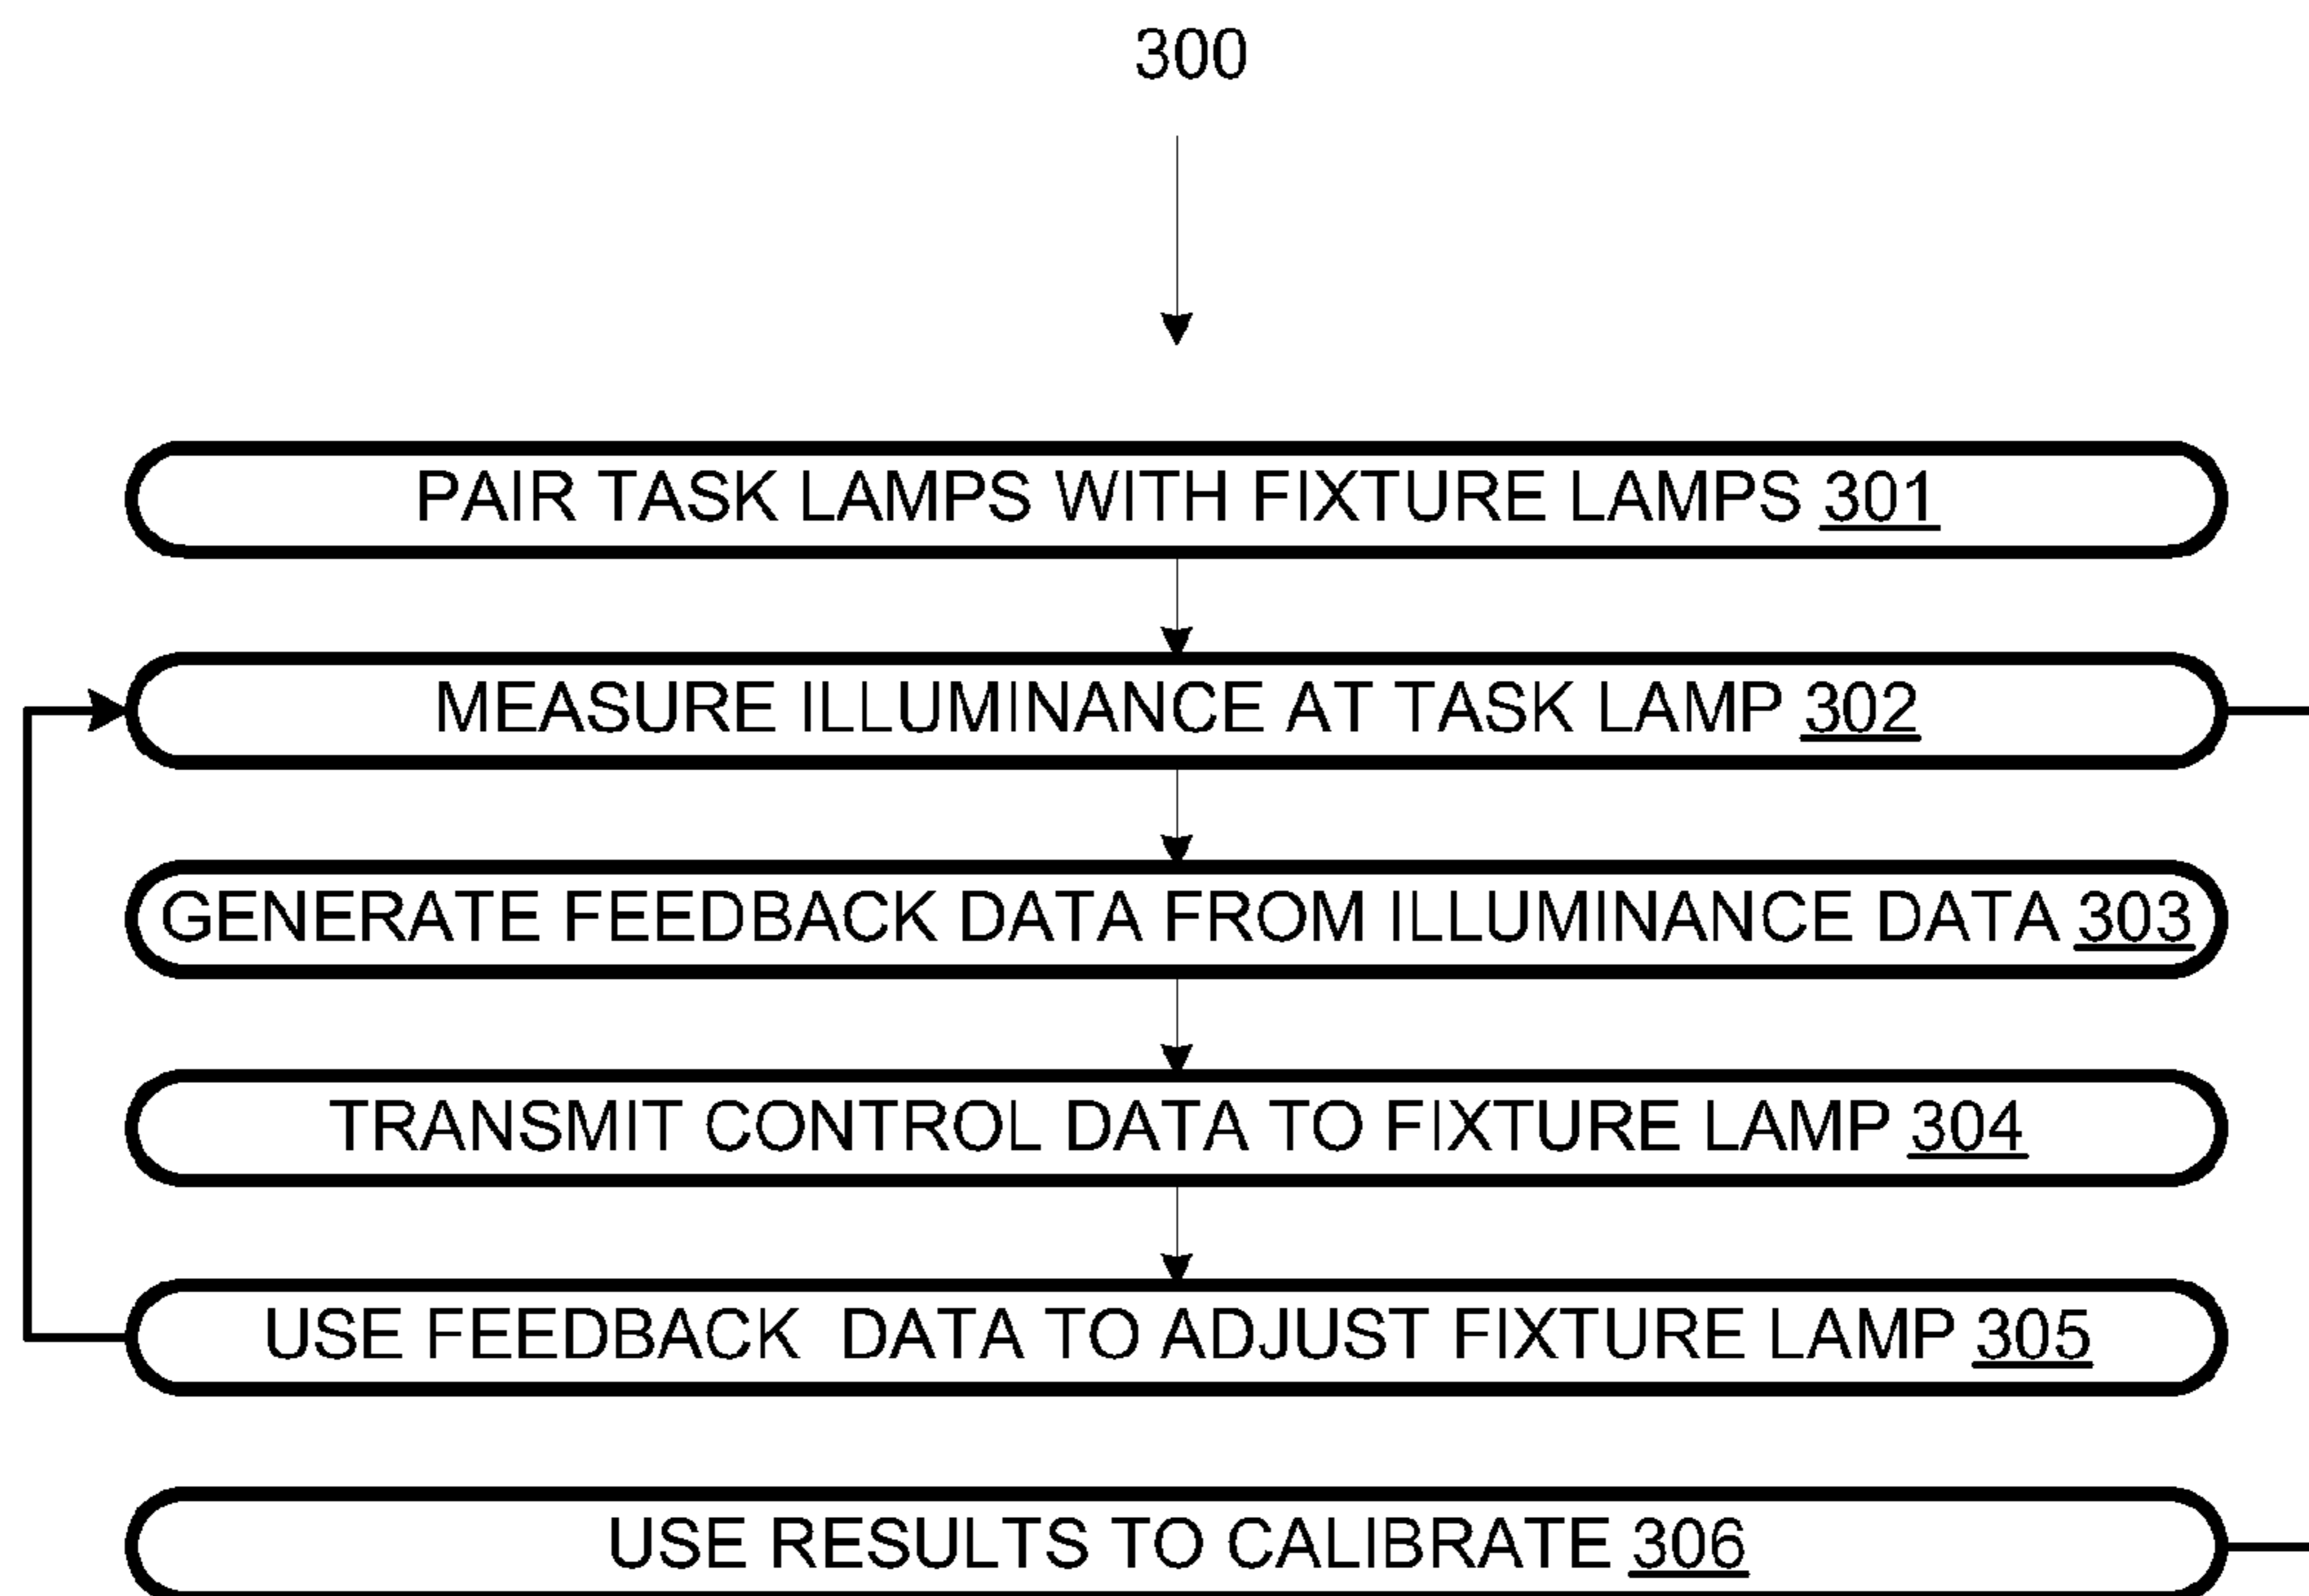 300
PAIR TASK LAMPS WITH FIXTURE LAMPS 301
MEASURE ILLUMINANCE AT TASK LAMP 302
GENERATE FEEDBACK DATA FROM ILLUMINANCE DATA 303
TRANSMIT CONTROL DATA TO FIXTURE LAMP 304
USE FEEDBACK DATA TO ADJUST FIXTURE LAMP 305
USE RESULTS TO CALIBRATE 306